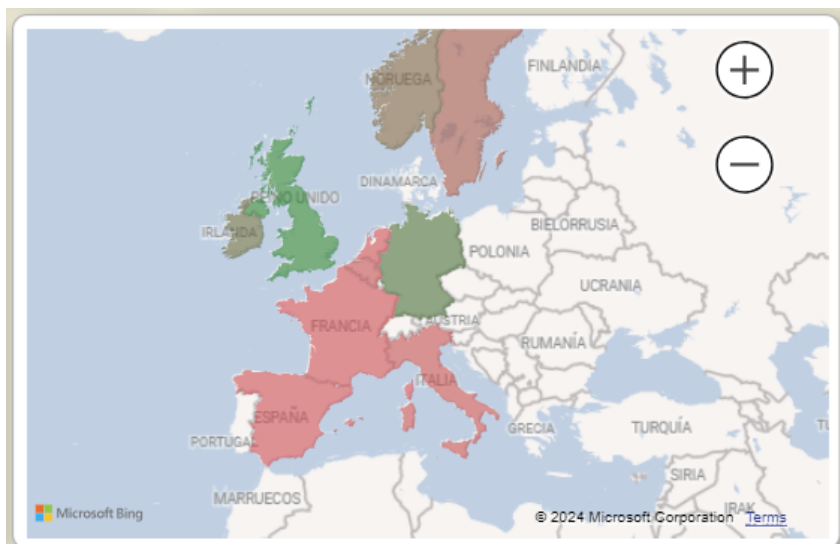 NORUEGA
FINLANDIA
DINAMARCA
REINO UNIDO
IRLANDA
BIELORRUSIA
POLONIA
UCRANIA
AUSTRIA
FRANCIA
RUMANÍA
ITALIA
ESPAÑA
GRECIA
TURQUÍA
PORTUGAL
SIRIA
MARRUECOS
IRAK
Microsoft Bing
© 2024 Microsoft Corporation Terms